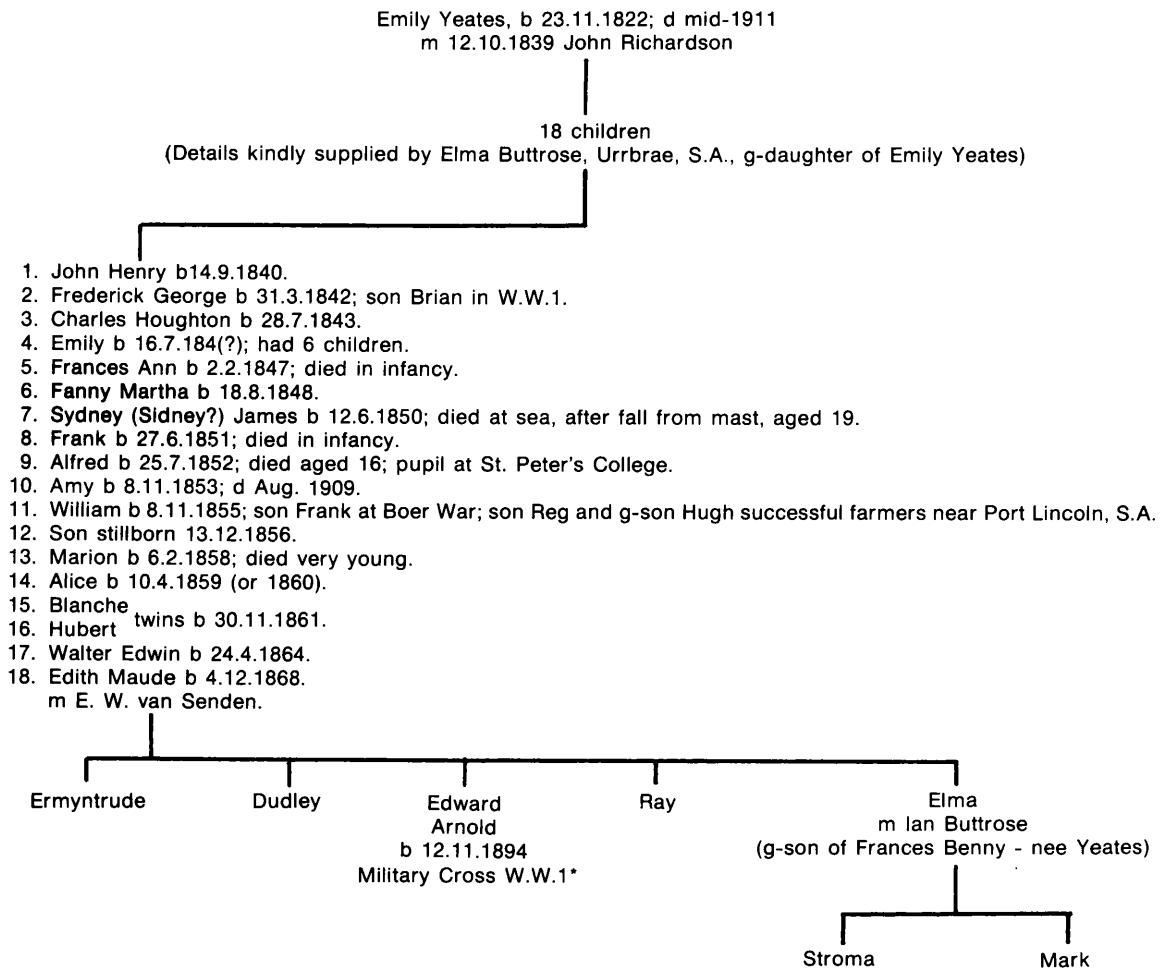 Emily Yeates, b 23.11.1822; d mid-1911
m 12.10.1839 John Richardson
18 children
(Details kindly supplied by Elma Buttrose, Urrbrae, S.A., g-daughter of Emily Yeates)
1. John Henry b14.9.1840.
2. Frederick George b 31.3.1842; son Brian in W.W.1.
3. Charles Houghton b 28.7.1843.
4. Emily b 16.7.184(?); had 6 children.
5. Frances Ann b 2.2.1847; died in infancy.
6. Fanny Martha b 18.8.1848.
7. Sydney (Sidney?) James b 12.6.1850; died at sea, after fall from mast, aged 19.
8. Frank b 27.6.1851; died in infancy.
9. Alfred b 25.7.1852; died aged 16; pupil at St. Peter's College.
10. Amy b 8.11.1853; d Aug. 1909.
11. William b 8.11.1855; son Frank at Boer War; son Reg and g-son Hugh successful farmers near Port Lincoln, S.A.
12. Son stillborn 13.12.1856.
13. Marion b 6.2.1858; died very young.
14. Alice b 10.4.1859 (or 1860).
15. Blanche
twins b 30.11.1861.
16. Hubert
17. Walter Edwin b 24.4.1864.
18. Edith Maude b 4.12.1868.
m E. W. van Senden.
Ermyntrude Dudley Edward Ray Elma
Arnold m Ian Buttrose
b 12.11.1894 (g-son of Frances Benny - nee Yeates)
Military Cross W.W.1*
Stroma Mark